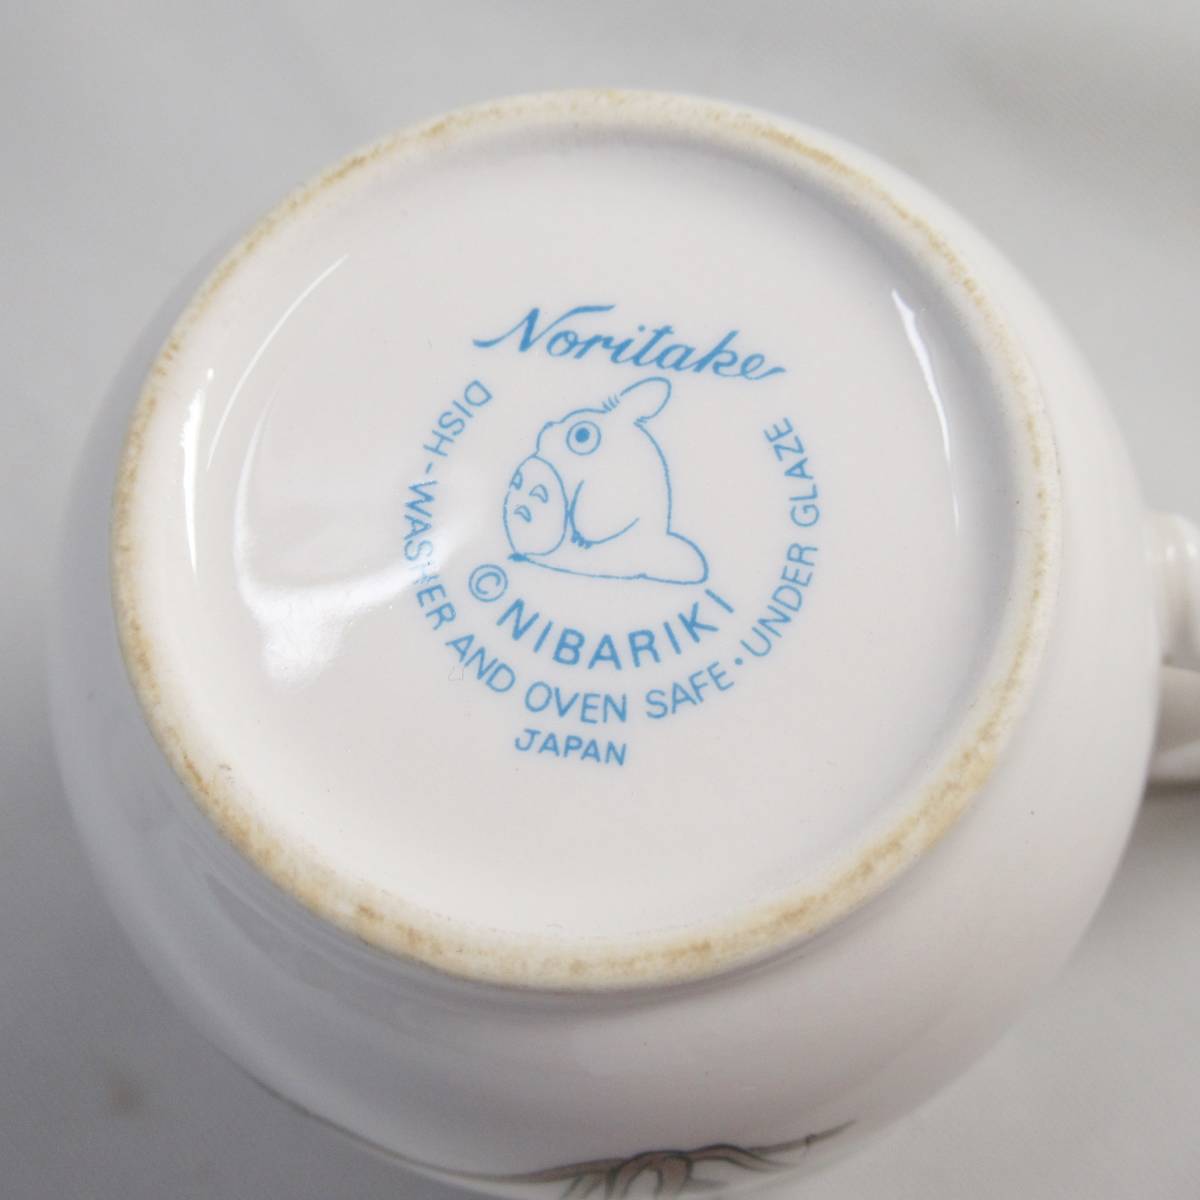 Noritake
© NIBARIKI
DISH-WASHER AND OVEN SAFE·UNDER GLAZE
JAPAN